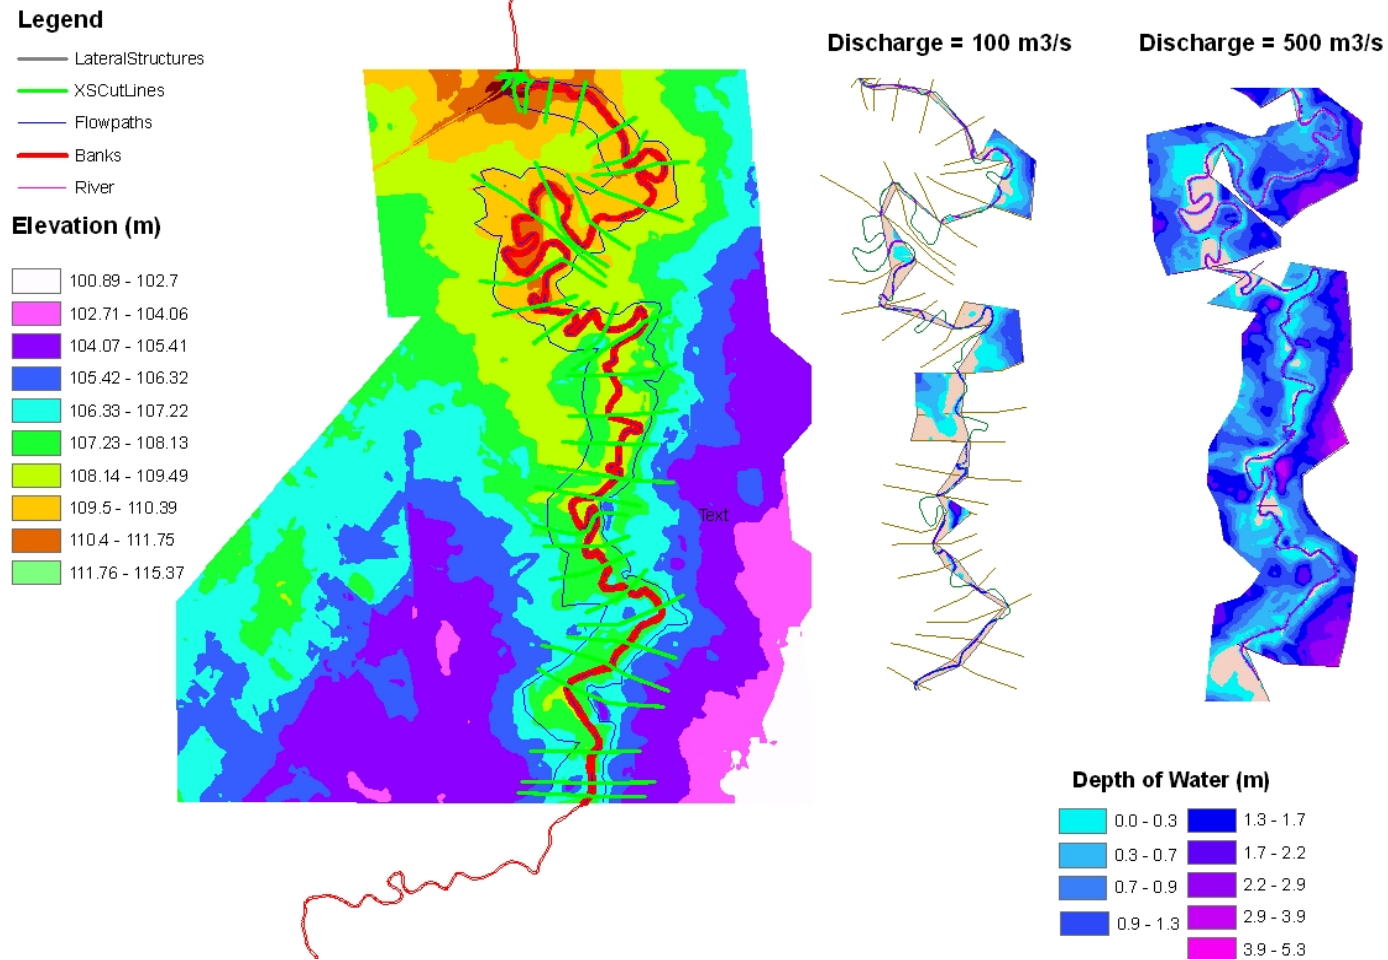 Legend
LateralStructures
XSCutLines
Flowpaths
Banks
River
Elevation (m)
100.89 - 102.7
102.71 - 104.06
104.07 - 105.41
105.42 - 106.32
106.33 - 107.22
107.23 - 108.13
108.14 - 109.49
109.5 - 110.39
110.4 - 111.75
111.76 - 115.37
Text
Discharge = 100 m3/s
Discharge = 500 m3/s
Depth of Water (m)
0.0 - 0.3
0.3 - 0.7
0.7 - 0.9
0.9 - 1.3
1.3 - 1.7
1.7 - 2.2
2.2 - 2.9
2.9 - 3.9
3.9 - 5.3